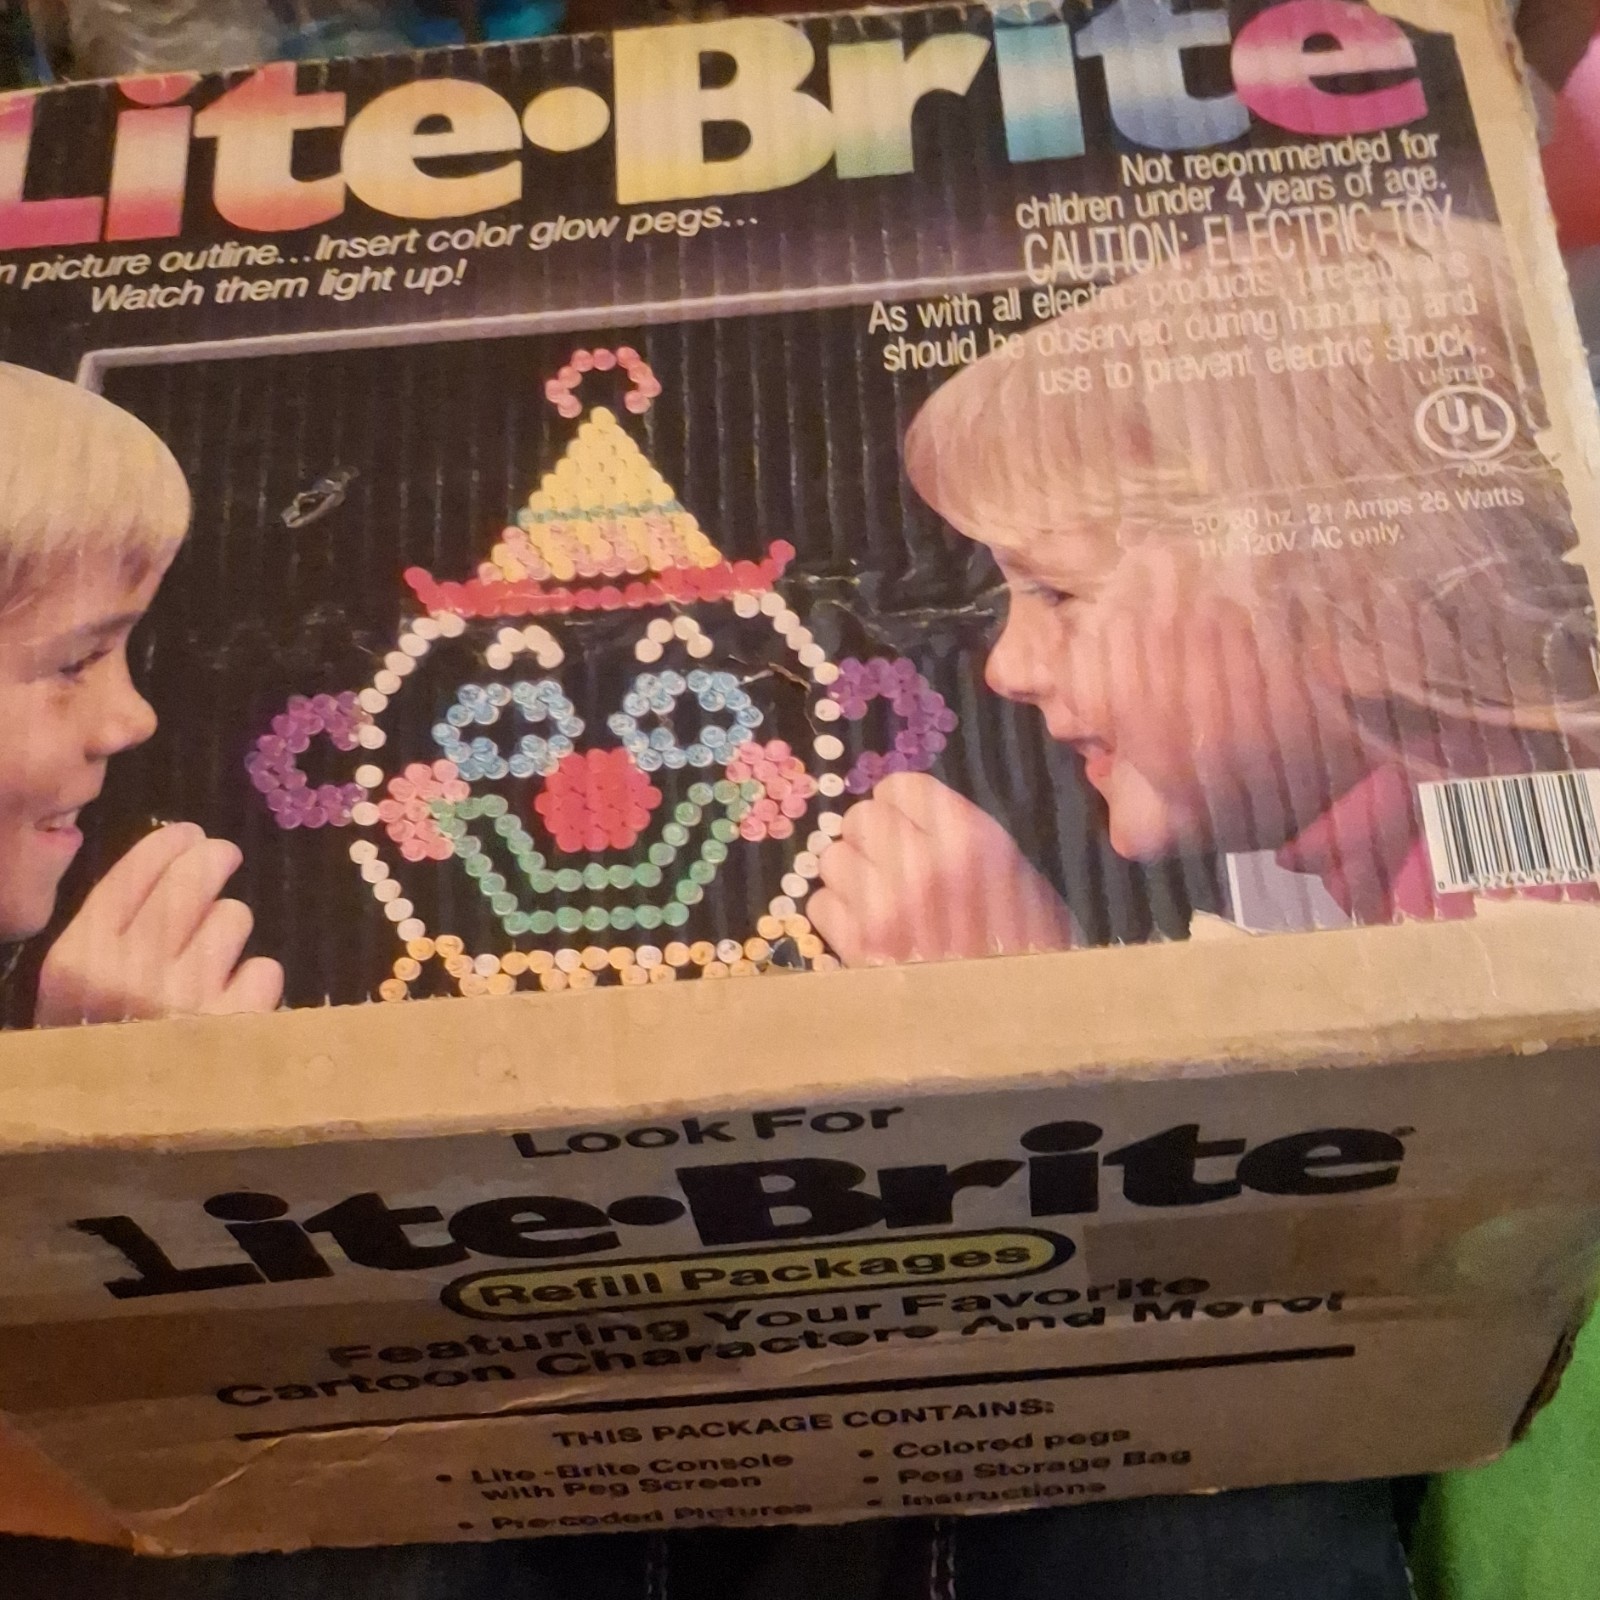 Lite•Brite
picture outline...Insert color glow pegs...
Watch them light up!
Not recommended for
children under 4 years of age.
CAUTION: ELECTRIC TOY
As with all electric products, precautions
should be observed during handling and
use to prevent electric shock.
LISTED
UL
50/60 hz .21 Amps 25 Watts
120V AC only.
Look For
Lite•Brite®
Refill Packages
Featuring Your Favorite
Cartoon Characters And More!
THIS PACKAGE CONTAINS:
• Lite-Brite Console
with Peg Screen
• Pre-coded Pictures
• Colored pegs
• Peg Storage Bag
• Instructions